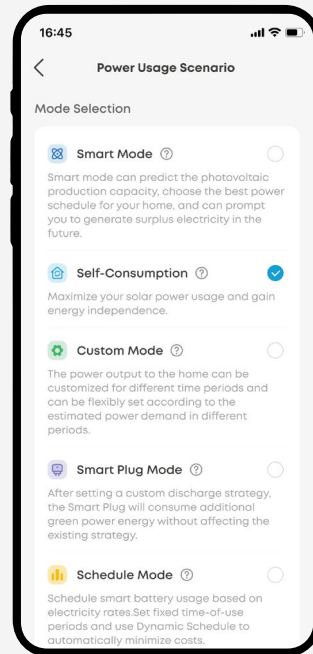 16:45
Power Usage Scenario
Mode Selection
Smart Mode ?
Smart mode can predict the photovoltaic
production capacity, choose the best power
schedule for your home, and can prompt
you to generate surplus electricity in the
future.
Self-Consumption ?
Maximize your solar power usage and gain
energy independence.
Custom Mode ?
The power output to the home can be
customized for different time periods and
can be flexibly set according to the
estimated power demand in different
periods.
Smart Plug Mode ?
After setting a custom discharge strategy,
the Smart Plug will consume additional
green power energy without affecting the
existing strategy.
Schedule Mode ?
Schedule smart battery usage based on
electricity rates.Set fixed time-of-use
periods and use Dynamic Schedule to
automatically minimize costs.